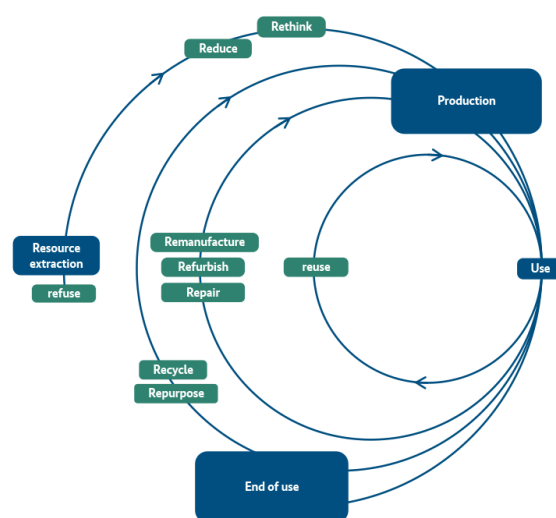 Rethink
Reduce
Production
Resource
extraction
refuse
Remanufacture
Refurbish
Repair
reuse
Use
Recycle
Repurpose
End of use